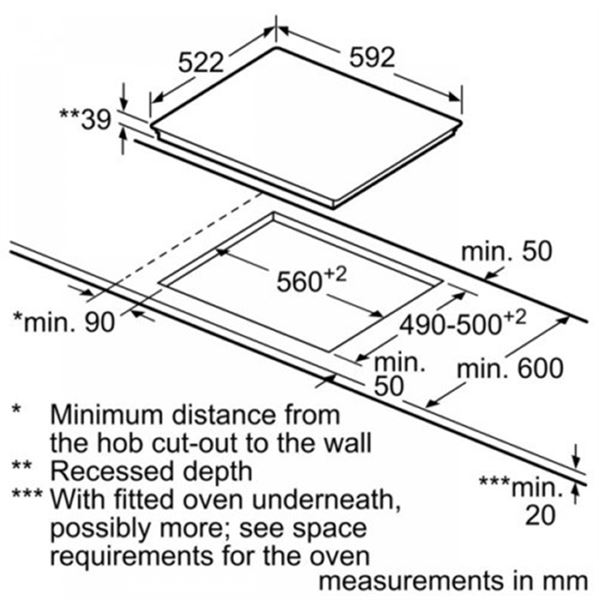 522
592
**39
min. 50
560+2
*min. 90
490-500+2
min.
50
min. 600
* Minimum distance from
the hob cut-out to the wall
** Recessed depth
*** With fitted oven underneath,
possibly more; see space
requirements for the oven
***min.
20
measurements in mm